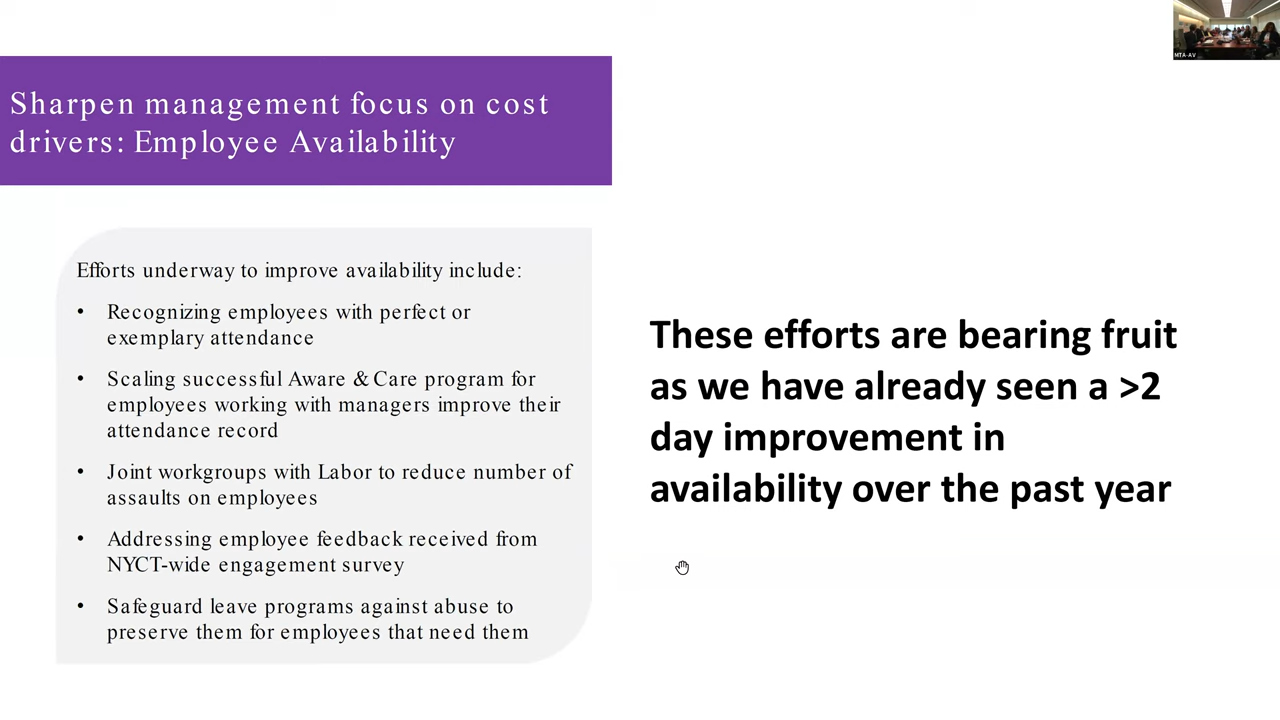 MTA-AV
Sharpen management focus on cost
drivers: Employee Availability
Efforts underway to improve availability include:
• Recognizing employees with perfect or
exemplary attendance
• Scaling successful Aware & Care program for
employees working with managers improve their
attendance record
• Joint workgroups with Labor to reduce number of
assaults on employees
• Addressing employee feedback received from
NYCT-wide engagement survey
• Safeguard leave programs against abuse to
preserve them for employees that need them
These efforts are bearing fruit
as we have already seen a >2
day improvement in
availability over the past year